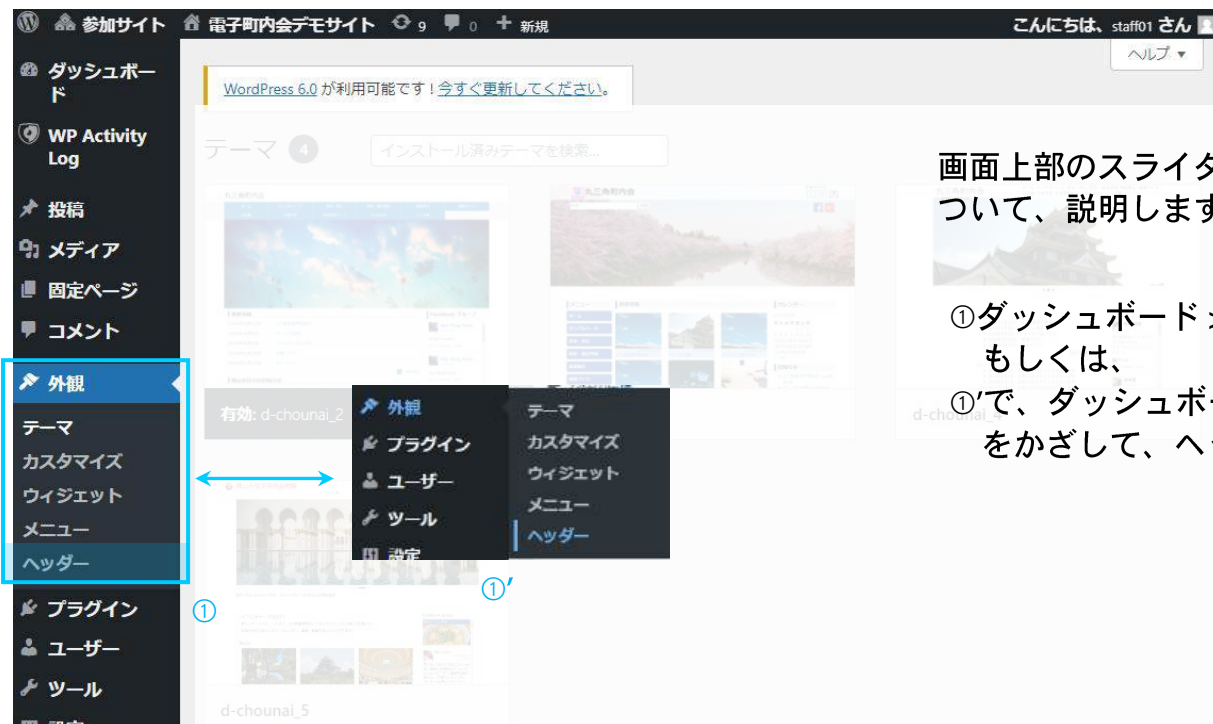 参加サイト 電子町内会デモサイト 9 0 新規 こんにちは、staff01 さん
ヘルプ
ダッシュボー
ド
WordPress 6.0 が利用可能です ! 今すぐ更新してください。
WP Activity
Log
テーマ 4 インストール済みテーマを検索...
画面上部のスライダ
ついて、説明します
投稿
メディア
固定ページ
コメント
①ダッシュボード
もしくは、
①’で、ダッシュボー
をかざして、ヘ
外観
テーマ
カスタマイズ
ウィジェット
メニュー
ヘッダー
有効: d-chounai_2
d-chounai_4
外観
プラグイン
ユーザー
ツール
設定
テーマ
カスタマイズ
ウィジェット
メニュー
ヘッダー
①’
①
プラグイン
ユーザー
ツール
設定
d-chounai_5